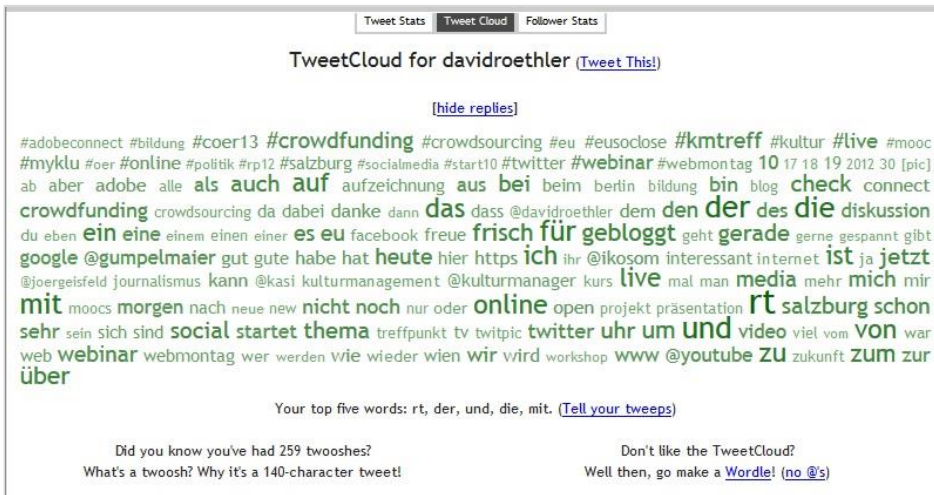 Tweet Stats Tweet Cloud Follower Stats
TweetCloud for davidroethler (Tweet This!)
[hide replies]
#adobeconnect #bildung #coer13 #crowdfunding #crowdsourcing #eu #eusoclose #kmtreff #kultur #live #mooc
#myklu #oer #online #politik #rp12 #salzburg #socialmedia #start10 #twitter #webinar #webmontag 10 17 18 19 2012 30 [pic]
ab aber adobe alle als auch auf aufzeichnung aus bei beim berlin bildung bin blog check connect
crowdfunding crowdsourcing da dabei danke dann das dass @davidroethler dem den der des die diskussion
du eben ein eine einem einen einer es eu facebook freue frisch für gebloggt geht gerade gerne gespannt gibt
google @gumpelmaier gut gute habe hat heute hier https ich ihr @ikosom interessant internet ist ja jetzt
@joergeisfeld journalismus kann @kasi kulturmanagement @kulturmanager kurs live mal man media mehr mich mir
mit moocs morgen nach neue new nicht noch nur oder online open projekt präsentation rt salzburg schon
sehr sein sich sind social startet thema treffpunkt tv twitpic twitter uhr um und video viel vom von war
web webinar webmontag wer werden wie wieder wien wir wird workshop www @youtube zu zukunft zum zur
über
Your top five words: rt, der, und, die, mit. (Tell your tweeps)
Did you know you've had 259 twooshes?
What's a twoosh? Why it's a 140-character tweet!
Don't like the TweetCloud?
Well then, go make a Wordle! (no @'s)